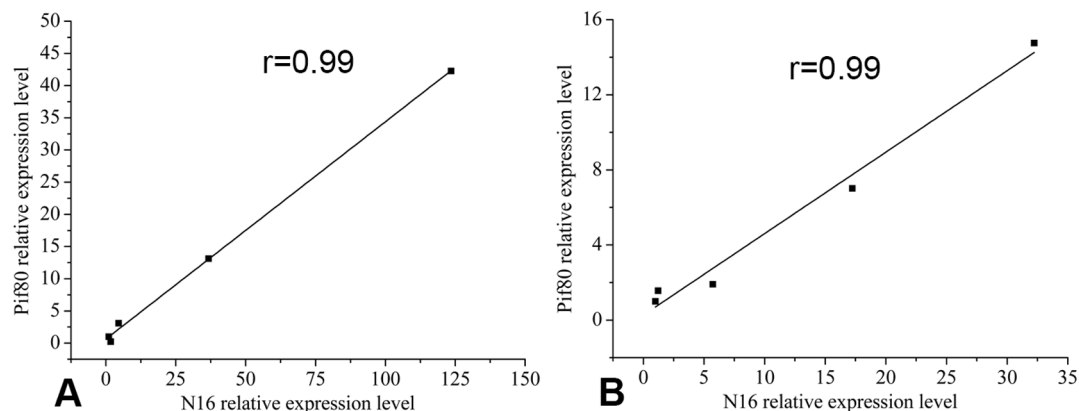 50
45
40
35
30
25
20
15
10
5
0
Pif80 relative expression level
r=0.99
0 25 50 75 100 125 150
N16 relative expression level
A
16
12
8
4
0
Pif80 relative expression level
r=0.99
0 5 10 15 20 25 30 35
N16 relative expression level
B